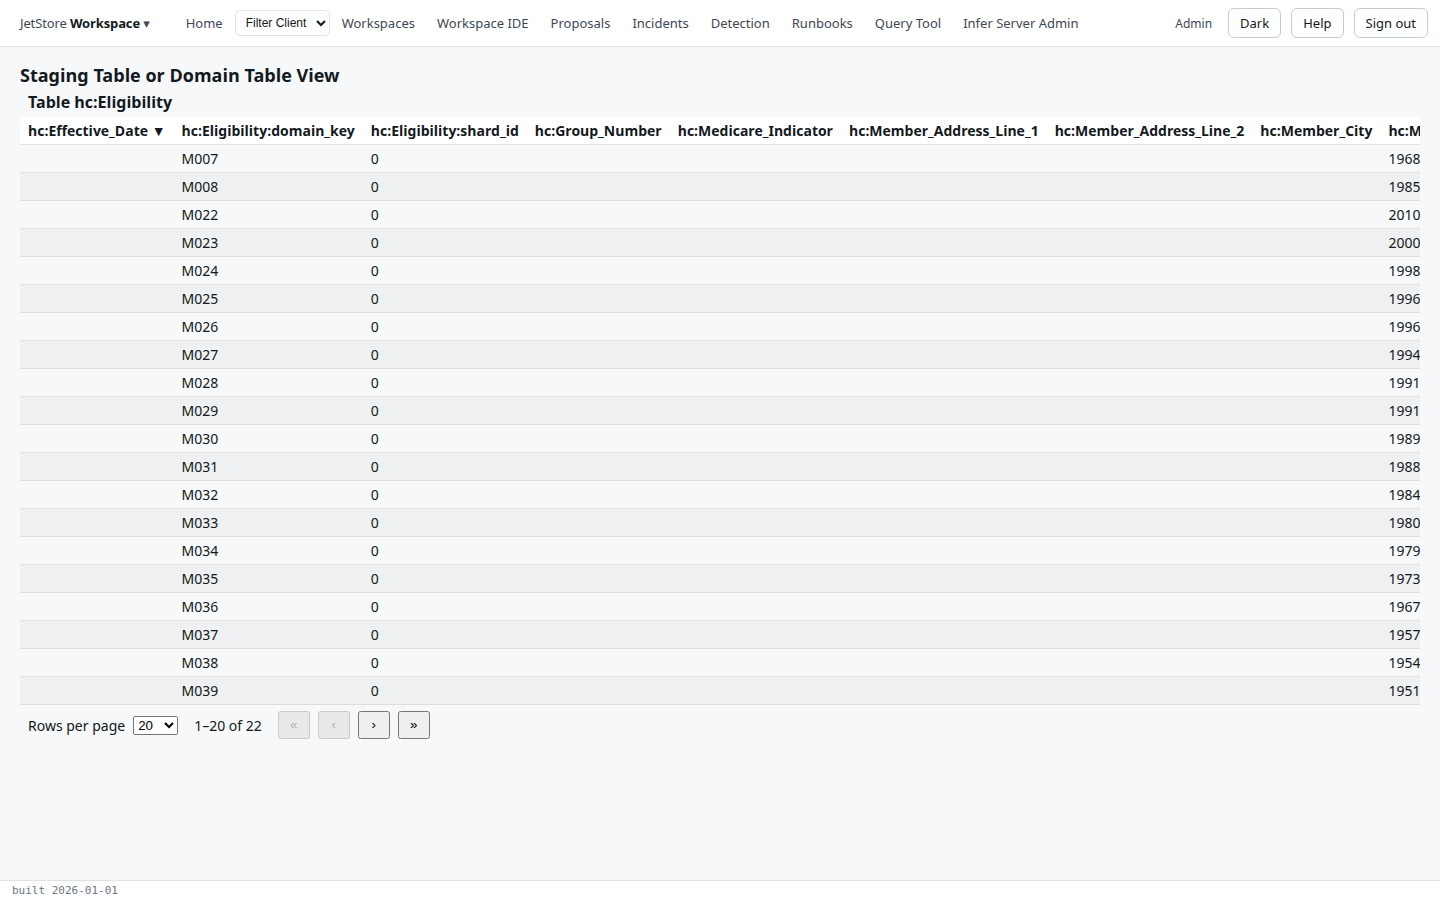 JetStore Workspace ▾ Home Filter Client Workspaces Workspace IDE Proposals Incidents Detection Runbooks Query Tool Infer Server Admin Admin Dark Help Sign out
Staging Table or Domain Table View
Table hc:Eligibility
hc:Effective_Date ▼ hc:Eligibility:domain_key hc:Eligibility:shard_id hc:Group_Number hc:Medicare_Indicator hc:Member_Address_Line_1 hc:Member_Address_Line_2 hc:Member_City hc:M
M007 0 1968
M008 0 1985
M022 0 2010
M023 0 2000
M024 0 1998
M025 0 1996
M026 0 1996
M027 0 1994
M028 0 1991
M029 0 1991
M030 0 1989
M031 0 1988
M032 0 1984
M033 0 1980
M034 0 1979
M035 0 1973
M036 0 1967
M037 0 1957
M038 0 1954
M039 0 1951
Rows per page 20 1–20 of 22 « ‹ › »
built 2026-01-01